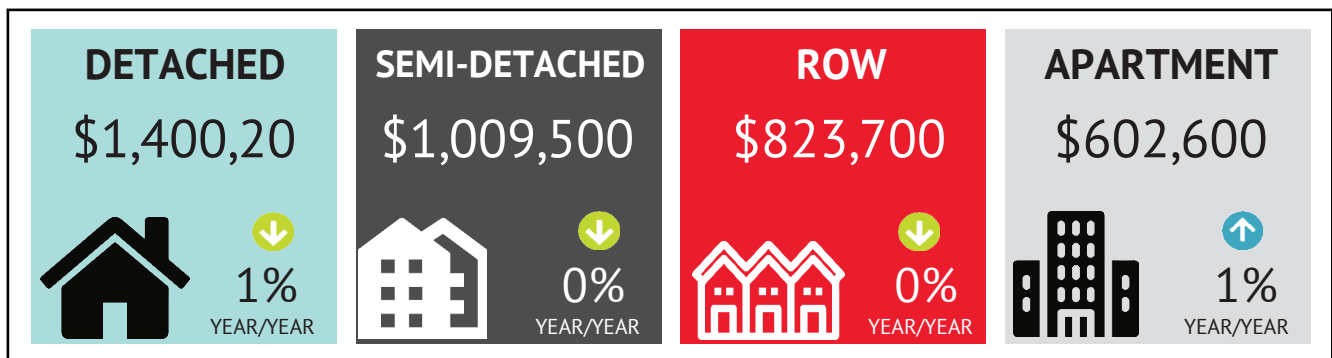 DETACHED
$1,400,20
1%
YEAR/YEAR
SEMI-DETACHED
$1,009,500
0%
YEAR/YEAR
ROW
$823,700
0%
YEAR/YEAR
APARTMENT
$602,600
1%
YEAR/YEAR